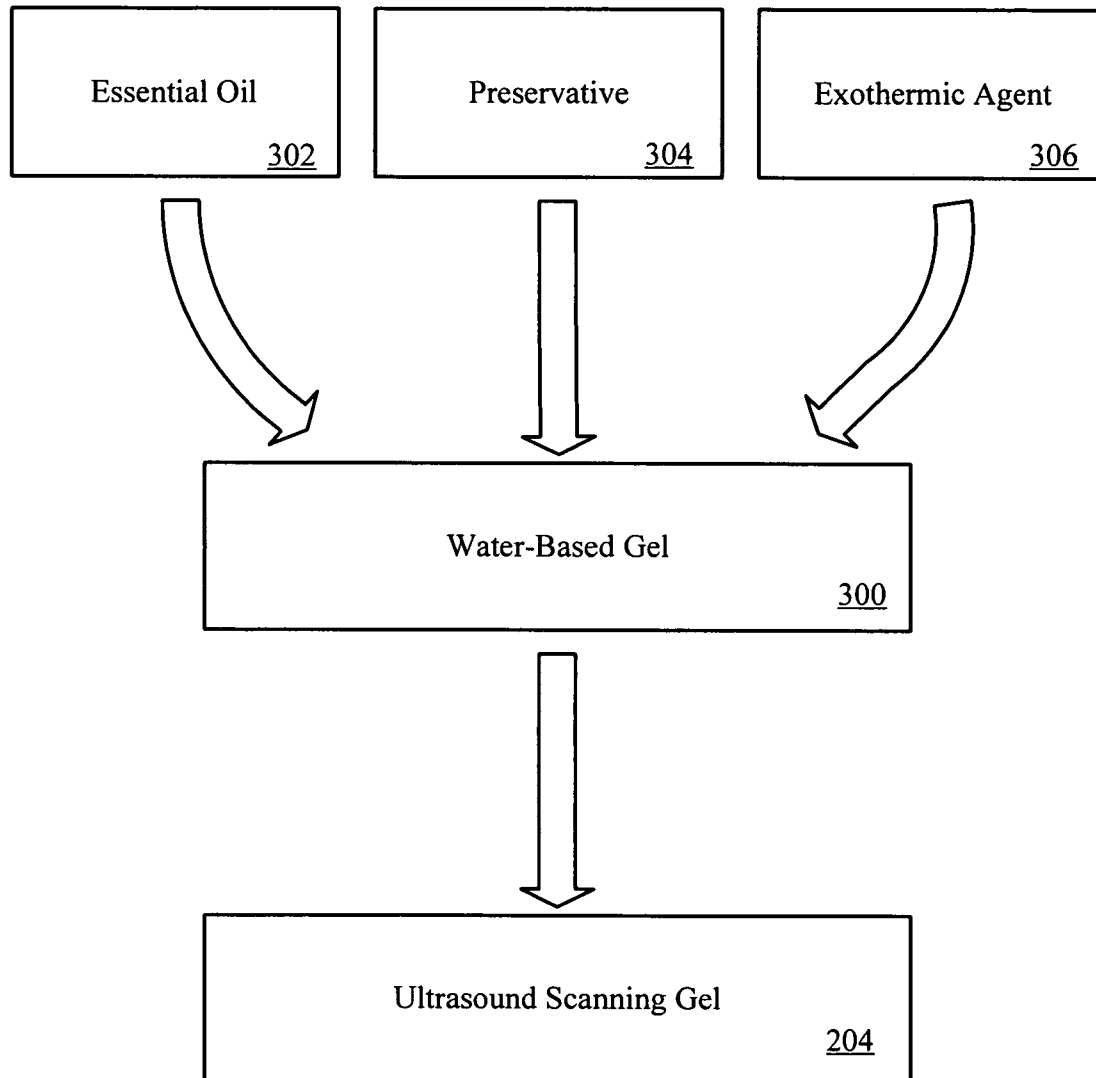 Essential Oil
302
Preservative
304
Exothermic Agent
306
Water-Based Gel
300
Ultrasound Scanning Gel
204